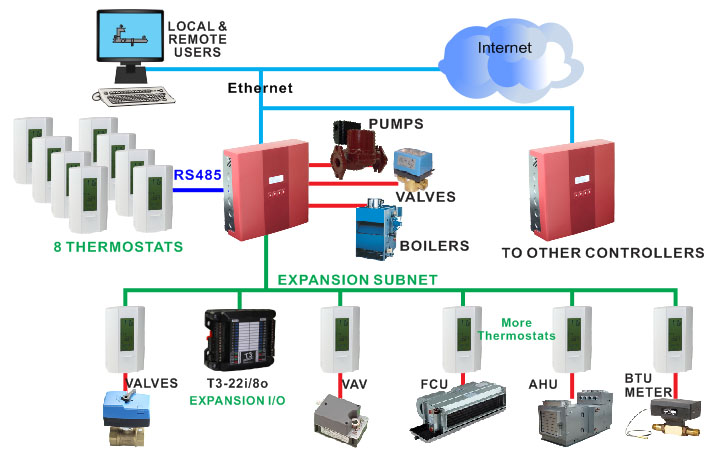 LOCAL &
REMOTE
USERS
Internet
Ethernet
PUMPS
RS485
VALVES
BOILERS
8 THERMOSTATS
TO OTHER CONTROLLERS
EXPANSION SUBNET
More
Thermostats
VALVES
T3-22i/8o
EXPANSION I/O
VAV
FCU
AHU
BTU
METER
T3